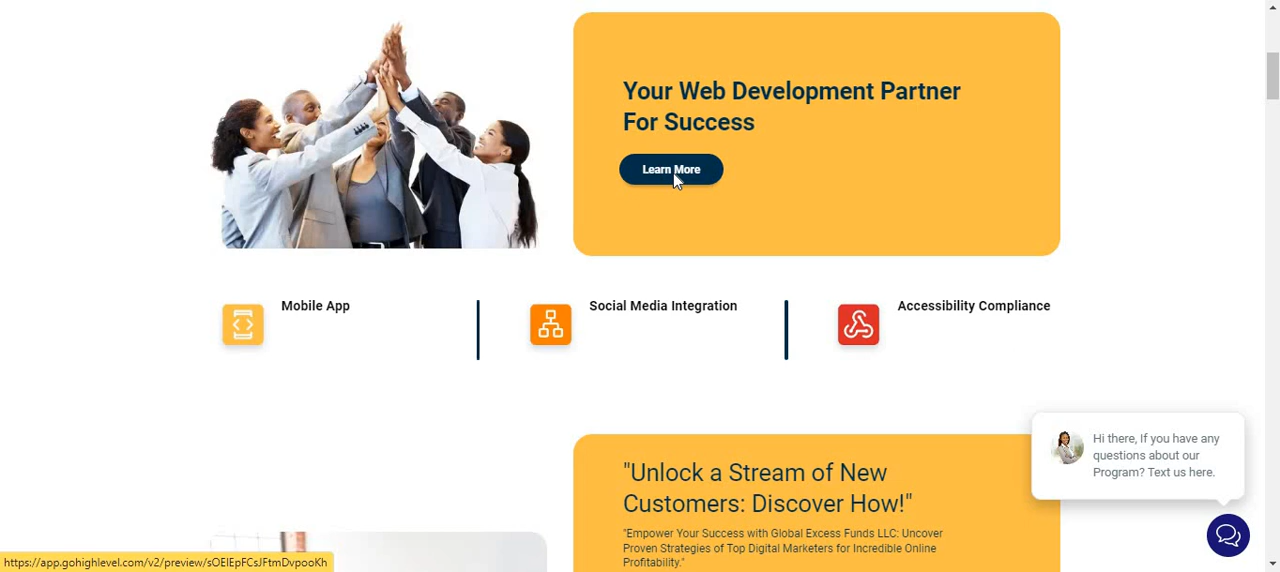 Your Web Development Partner
For Success
Learn More
Mobile App
Social Media Integration
Accessibility Compliance
"Unlock a Stream of New
Customers: Discover How!"
"Empower Your Success with Global Excess Funds LLC: Uncover
Proven Strategies of Top Digital Marketers for Incredible Online
Profitability."
Hi there, If you have any
questions about our
Program? Text us here.
https://app.gohighlevel.com/v2/preview/sOEIEpFCsJFtmDvpooKh